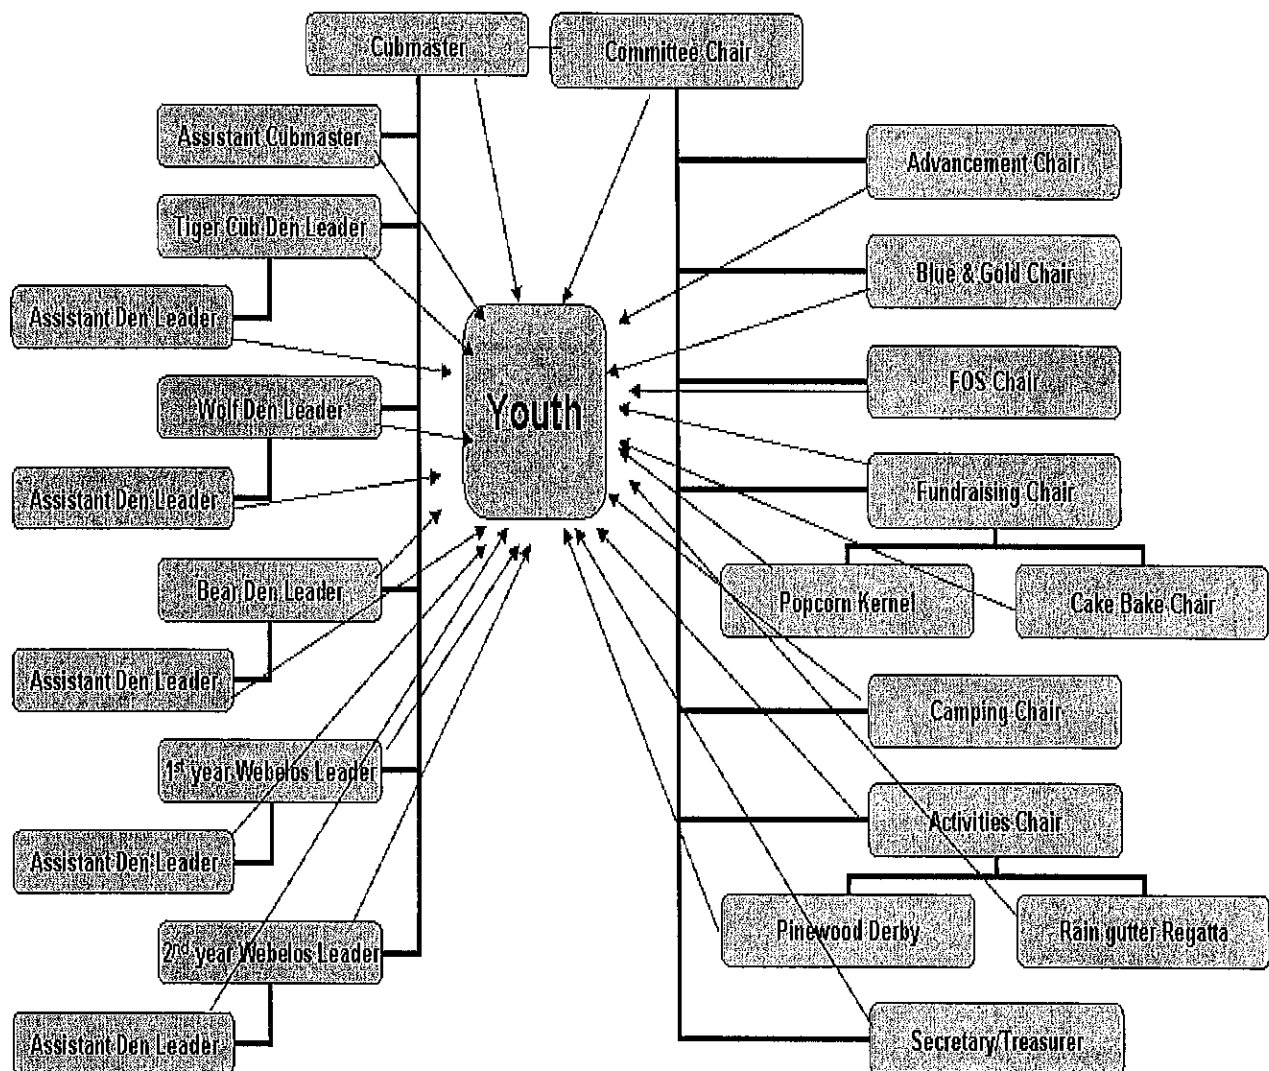 Cubmaster
Committee Chair
Assistant Cubmaster
Tiger Cub Den Leader
Assistant Den Leader
Wolf Den Leader
Assistant Den Leader
Bear Den Leader
Assistant Den Leader
1st year Webelos Leader
Assistant Den Leader
2nd year Webelos Leader
Assistant Den Leader
Youth
Advancement Chair
Blue & Gold Chair
FOS Chair
Fundraising Chair
Popcorn Kernel
Cake Bake Chair
Camping Chair
Activities Chair
Pinewood Derby
Rain gutter Regatta
Secretary/Treasurer